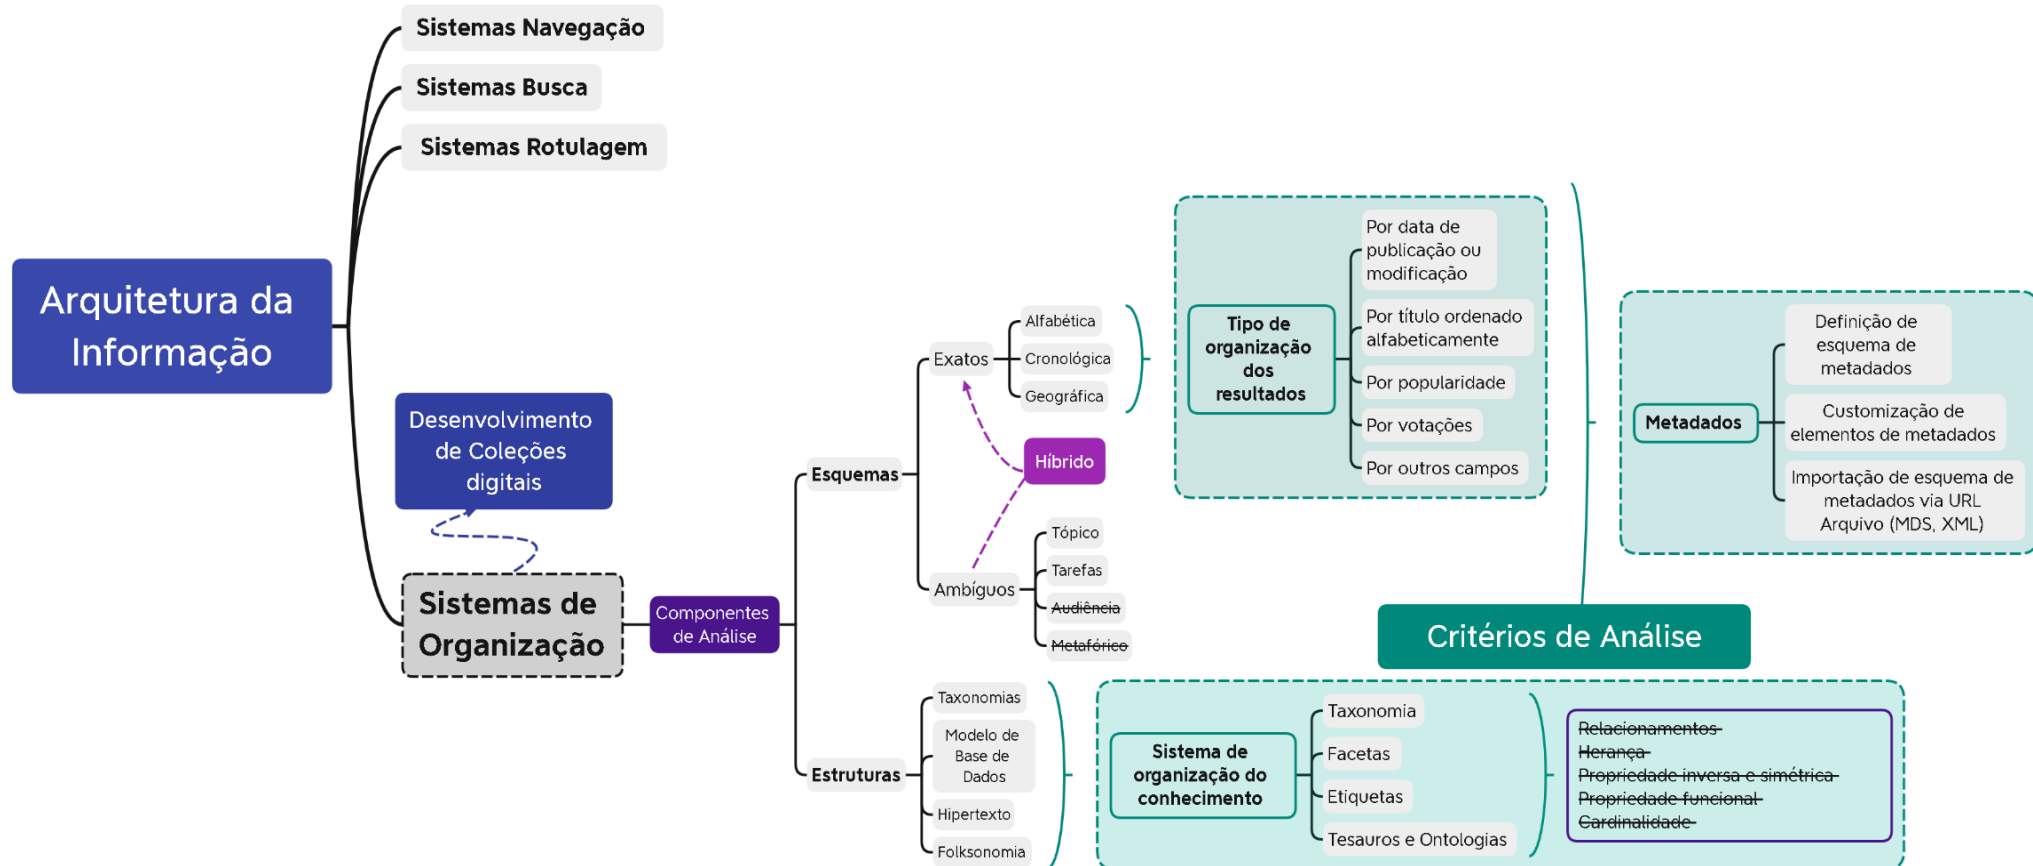 Sistemas Navegação
Sistemas Busca
Sistemas Rotulagem
Arquitetura da
Informação
Desenvolvimento
de Coleções
digitais
Sistemas de
Organização
Componentes
de Análise
Esquemas
Exatos
Alfabética
Cronológica
Geográfica
Híbrido
Ambíguos
Tópico
Tarefas
Audiência
Metafórico
Estruturas
Taxonomias
Modelo de
Base de
Dados
Hipertexto
Folksonomia
Tipo de
organização
dos
resultados
Por data de
publicação ou
modificação
Por título ordenado
alfabeticamente
Por popularidade
Por votações
Por outros campos
Metadados
Definição de
esquema de
metadados
Customização de
elementos de metadados
Importação de esquema de
metadados via URL
Arquivo (MDS, XML)
Critérios de Análise
Sistema de
organização do
conhecimento
Taxonomia
Facetas
Etiquetas
Tesauros e Ontologias
Relacionamentos
Herança
Propriedade inversa e simétrica
Propriedade funcional
Cardinalidade